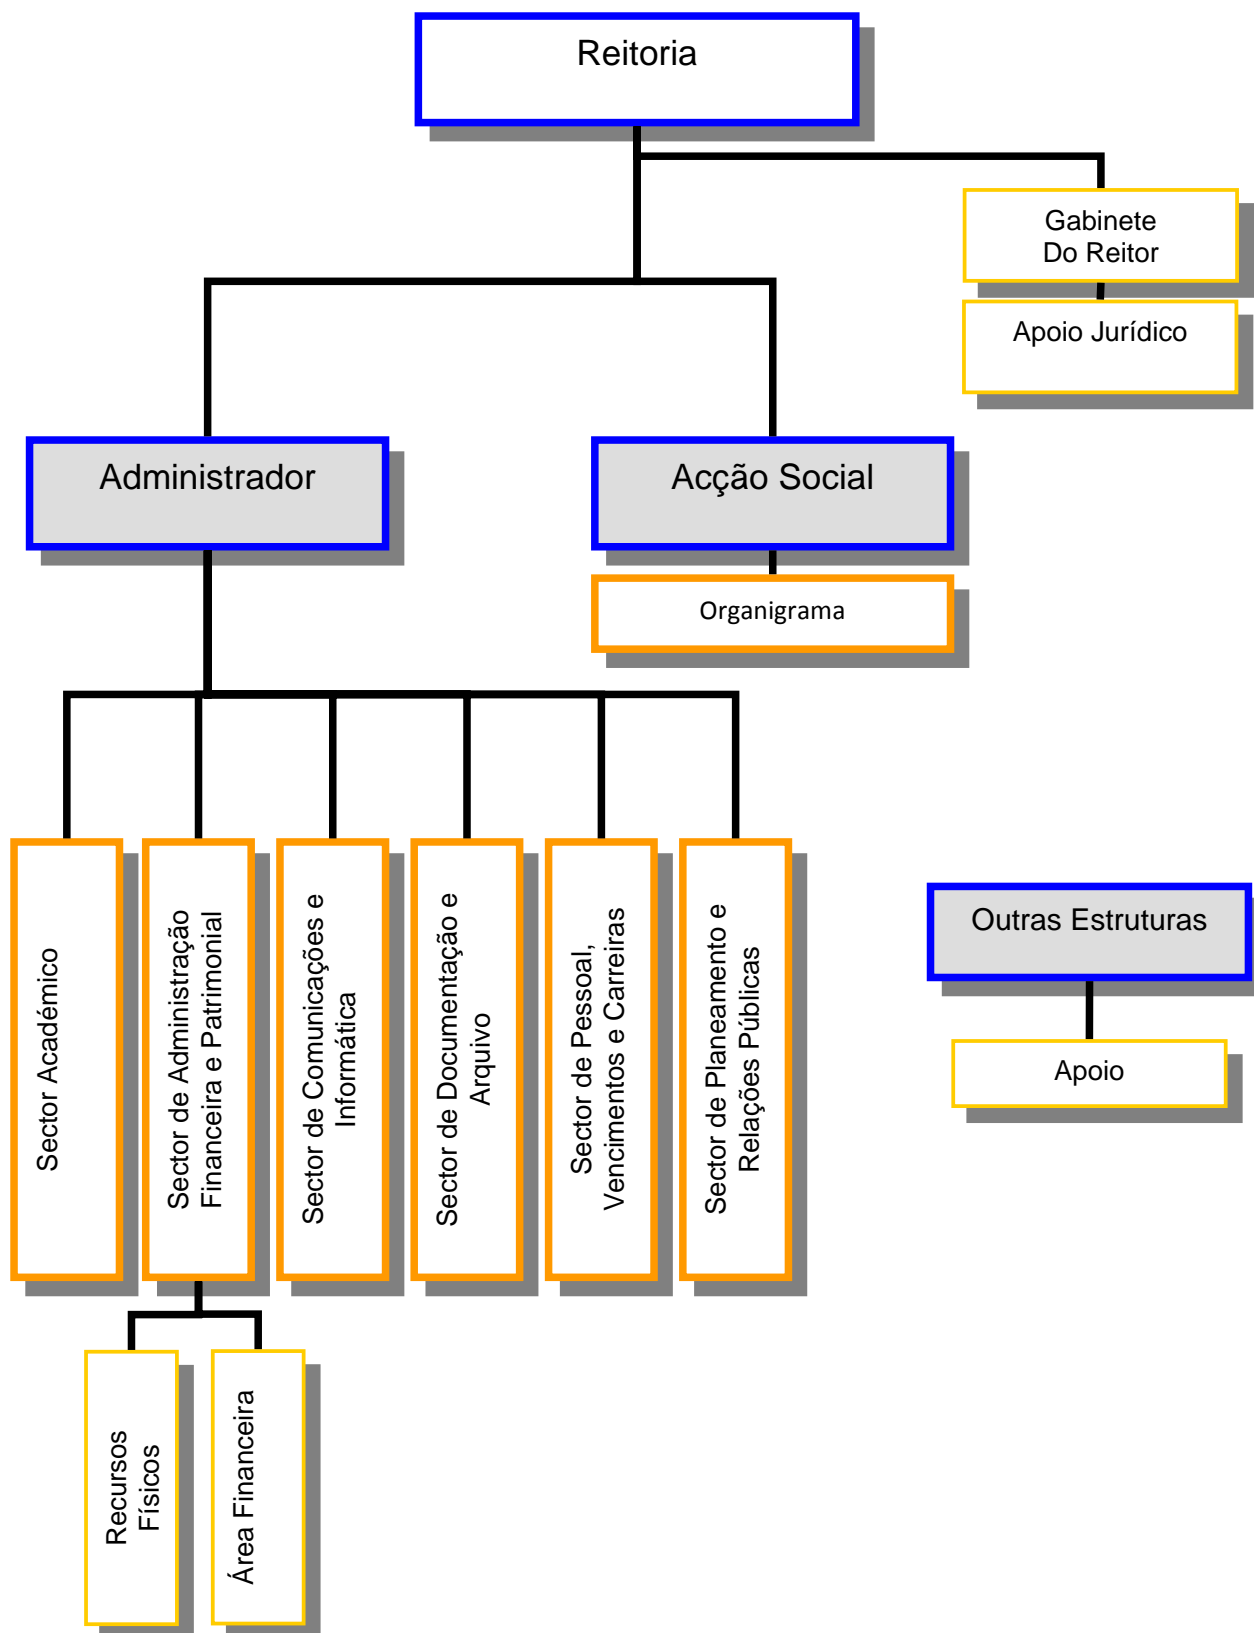 Reitoria
Gabinete
Do Reitor
Apoio Jurídico
Administrador
Acção Social
Organigrama
Sector Académico
Sector de Administração
Financeira e Patrimonial
Sector de Comunicações e
Informática
Sector de Documentação e
Arquivo
Sector de Pessoal,
Vencimentos e Carreiras
Sector de Planeamento e
Relações Públicas
Outras Estruturas
Apoio
Recursos
Físicos
Área Financeira